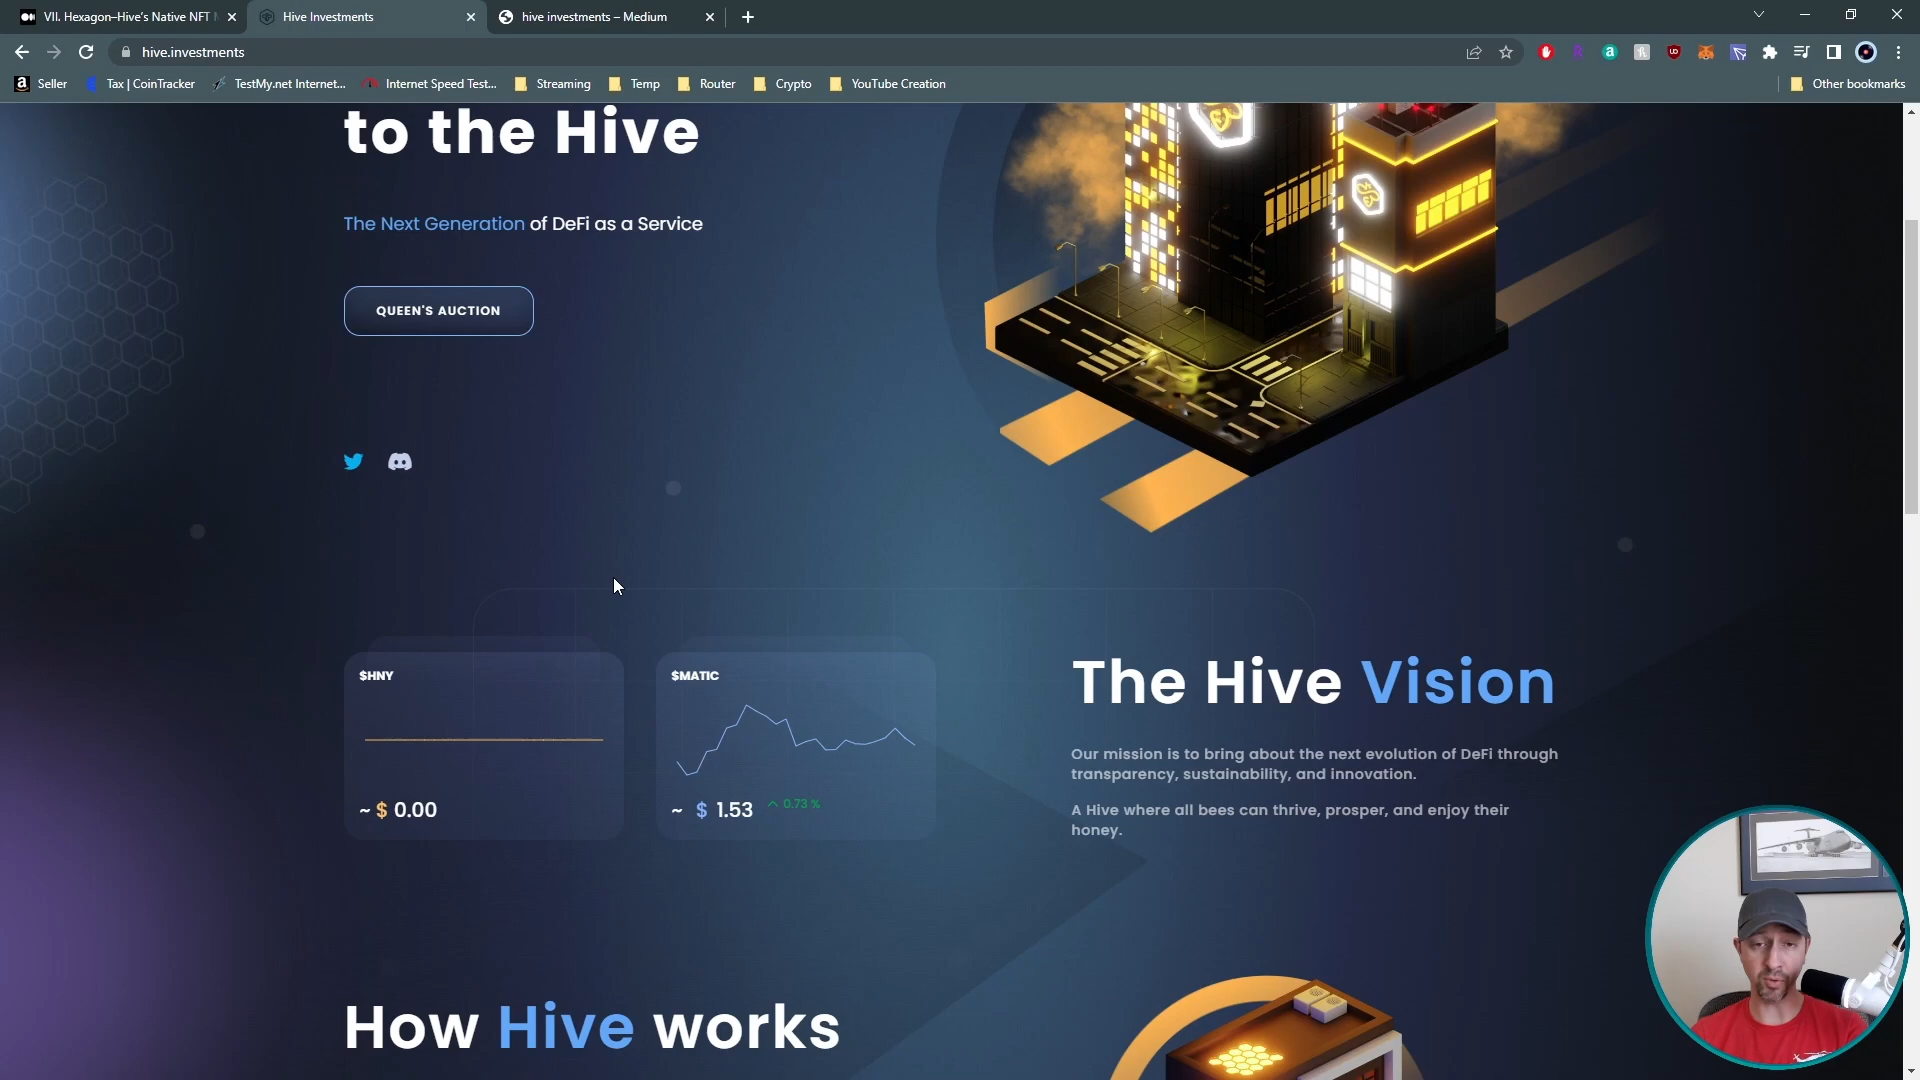 VII. Hexagon–Hive's Native NFT
Hive Investments
hive investments – Medium
hive.investments
Seller
Tax | CoinTracker
TestMy.net Internet...
Internet Speed Test...
Streaming
Temp
Router
Crypto
YouTube Creation
Other bookmarks
to the Hive
The Next Generation of DeFi as a Service
QUEEN'S AUCTION
$HNY
~ $ 0.00
$MATIC
~ $ 1.53 0.73 %
The Hive Vision
Our mission is to bring about the next evolution of DeFi through
transparency, sustainability, and innovation.
A Hive where all bees can thrive, prosper, and enjoy their
honey.
How Hive works